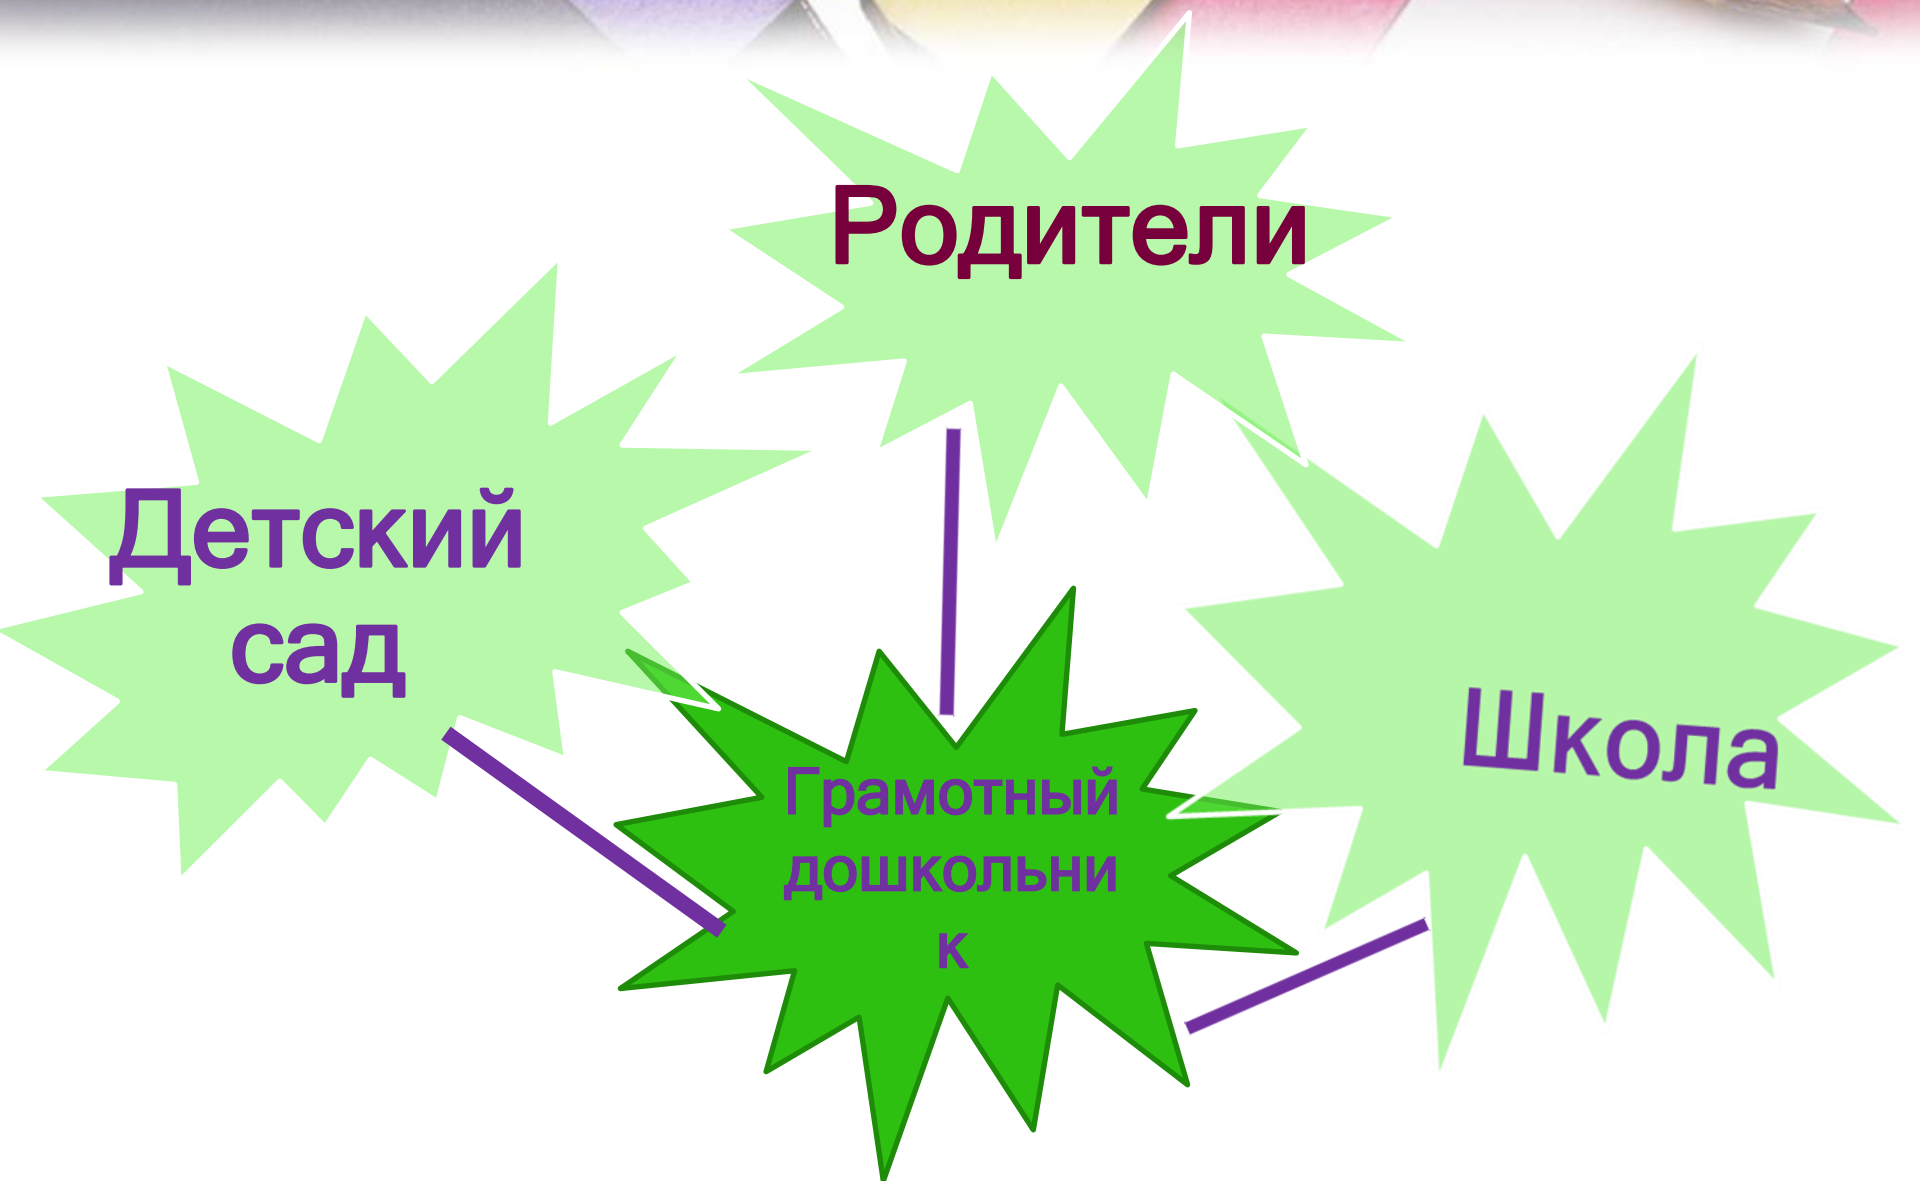 Родители
Детский
сад
Школа
Грамотный
дошкольни
к